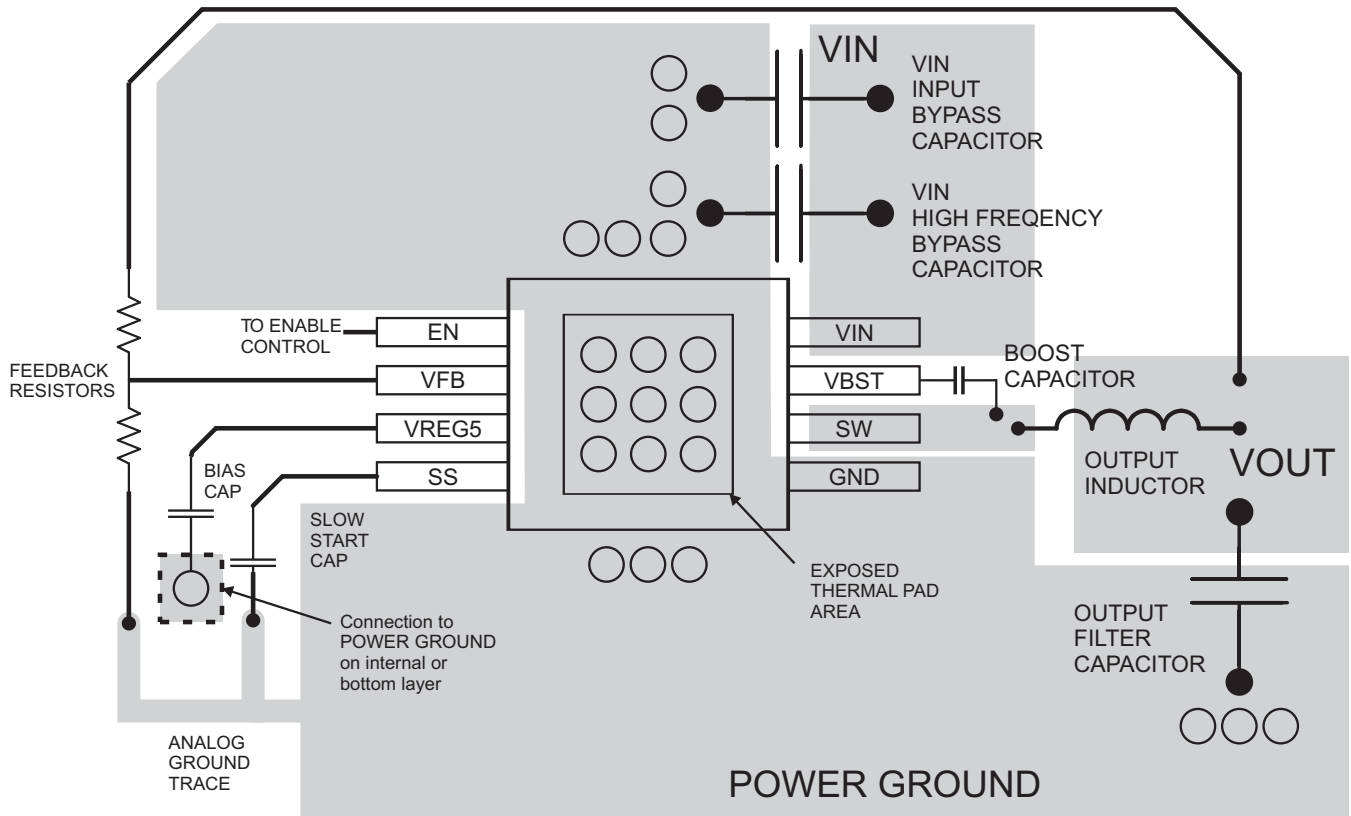 VIN
VIN
INPUT
BYPASS
CAPACITOR
VIN
HIGH FREQENCY
BYPASS
CAPACITOR
TO ENABLE
CONTROL
EN
VFB
VREG5
SS
VIN
VBST
SW
GND
FEEDBACK
RESISTORS
BOOST
CAPACITOR
BIAS
CAP
SLOW
START
CAP
OUTPUT
INDUCTOR
VOUT
EXPOSED
THERMAL PAD
AREA
Connection to
POWER GROUND
on internal or
bottom layer
OUTPUT
FILTER
CAPACITOR
ANALOG
GROUND
TRACE
POWER GROUND